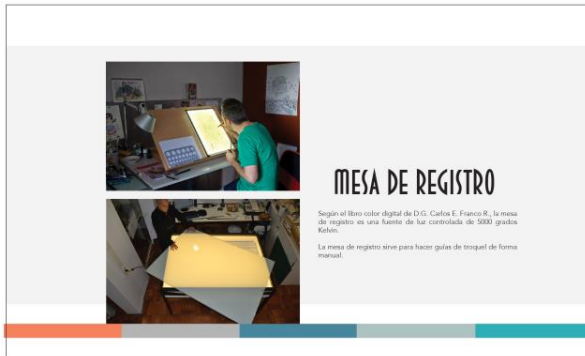 MESA DE REGISTRO
Según el libro color digital de D.G. Carlos E. Franco R., la mesa
de registro es una fuente de luz controlada de 5000 grados
Kelvin.
La mesa de registro sirve para hacer guías de troquel de forma
manual.